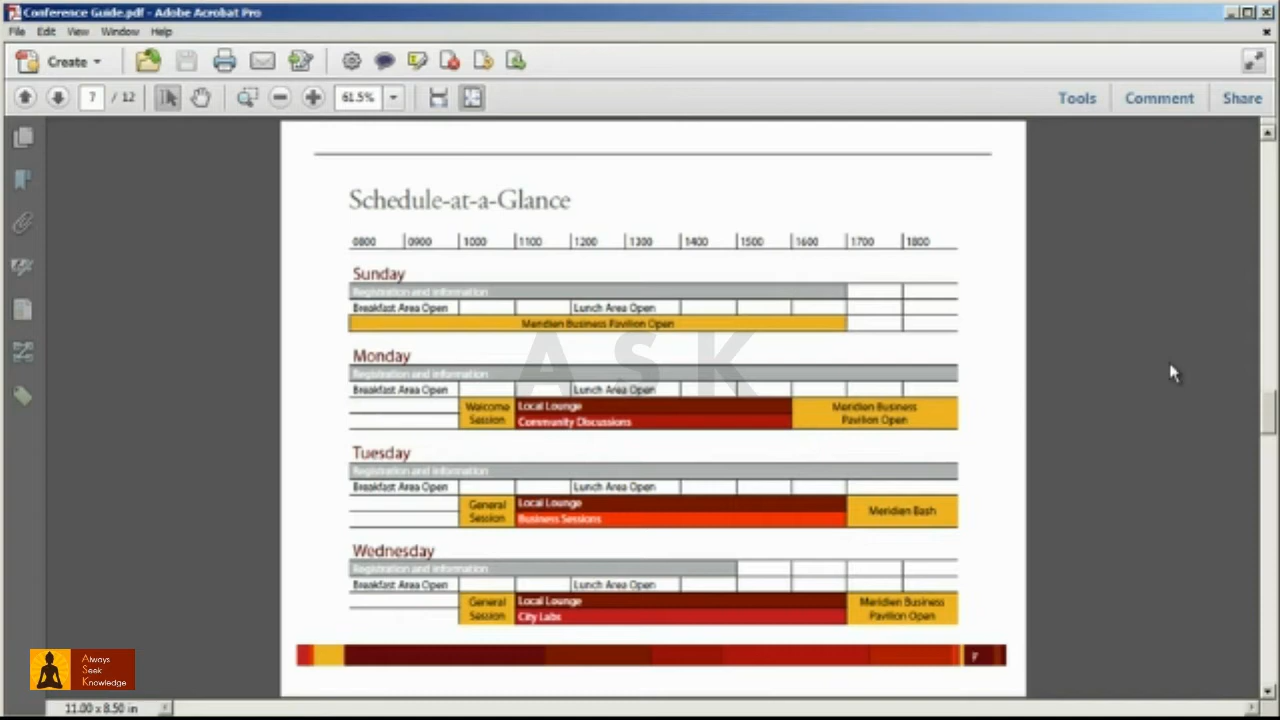 Conference Guide.pdf - Adobe Acrobat Pro
File Edit View Window Help
Create
7 / 12 61.5% Tools Comment Share
Schedule-at-a-Glance
0800 0900 1000 1100 1200 1300 1400 1500 1600 1700 1800
Sunday
Registration and information
Breakfast Area Open Lunch Area Open
Meridien Business Pavilion Open
ASK
Monday
Registration and information
Breakfast Area Open Lunch Area Open
Welcome Local Lounge Meridien Business
Session Community Discussions Pavilion Open
Tuesday
Registration and information
Breakfast Area Open Lunch Area Open
General Local Lounge Meridien Bash
Session Business Sessions
Wednesday
Registration and information
Breakfast Area Open Lunch Area Open
General Local Lounge Meridien Business
Session City Labs Pavilion Open
7
Always
Seek
Knowledge
11.00 x 8.50 in